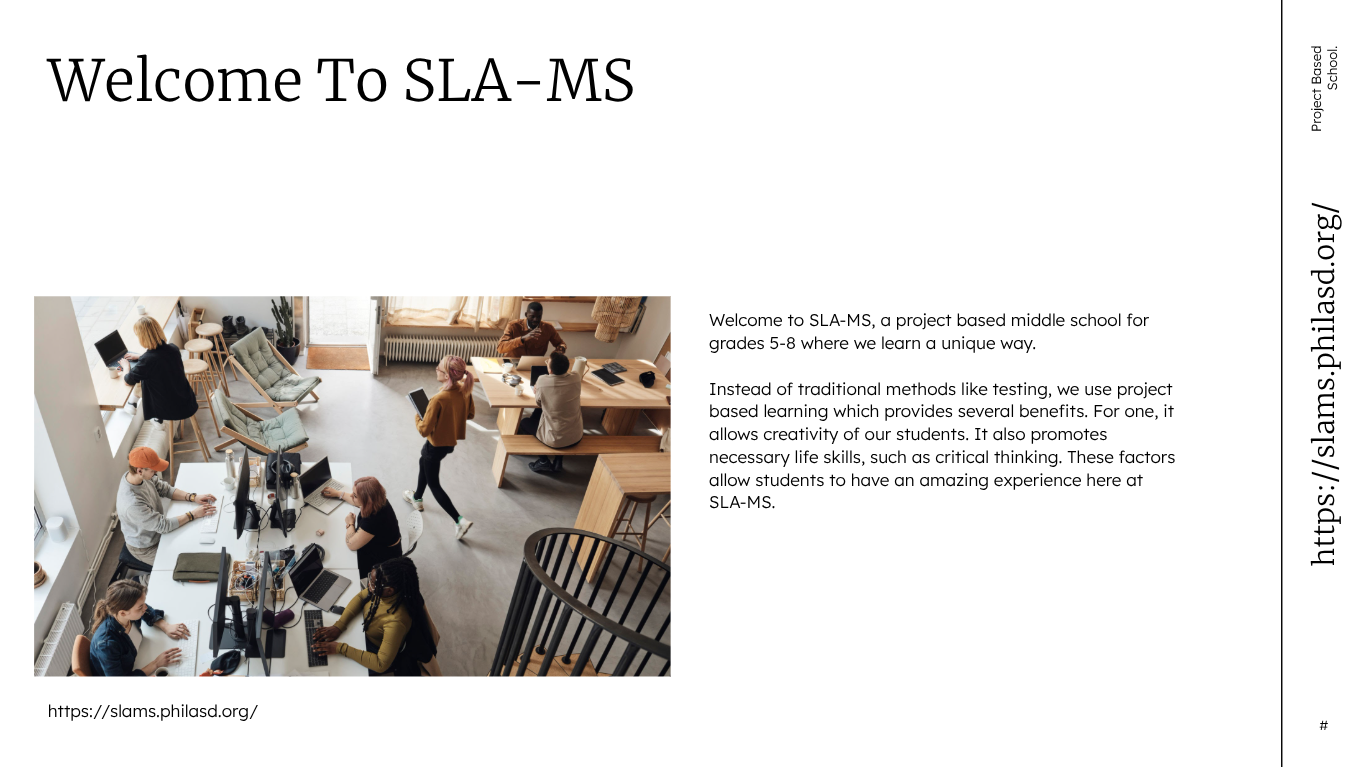 Welcome To SLA-MS
Welcome to SLA-MS, a project based middle school for
grades 5-8 where we learn a unique way.
Instead of traditional methods like testing, we use project
based learning which provides several benefits. For one, it
allows creativity of our students. It also promotes
necessary life skills, such as critical thinking. These factors
allow students to have an amazing experience here at
SLA-MS.
https://slams.philasd.org/
Project Based
School.
https://slams.philasd.org/
#